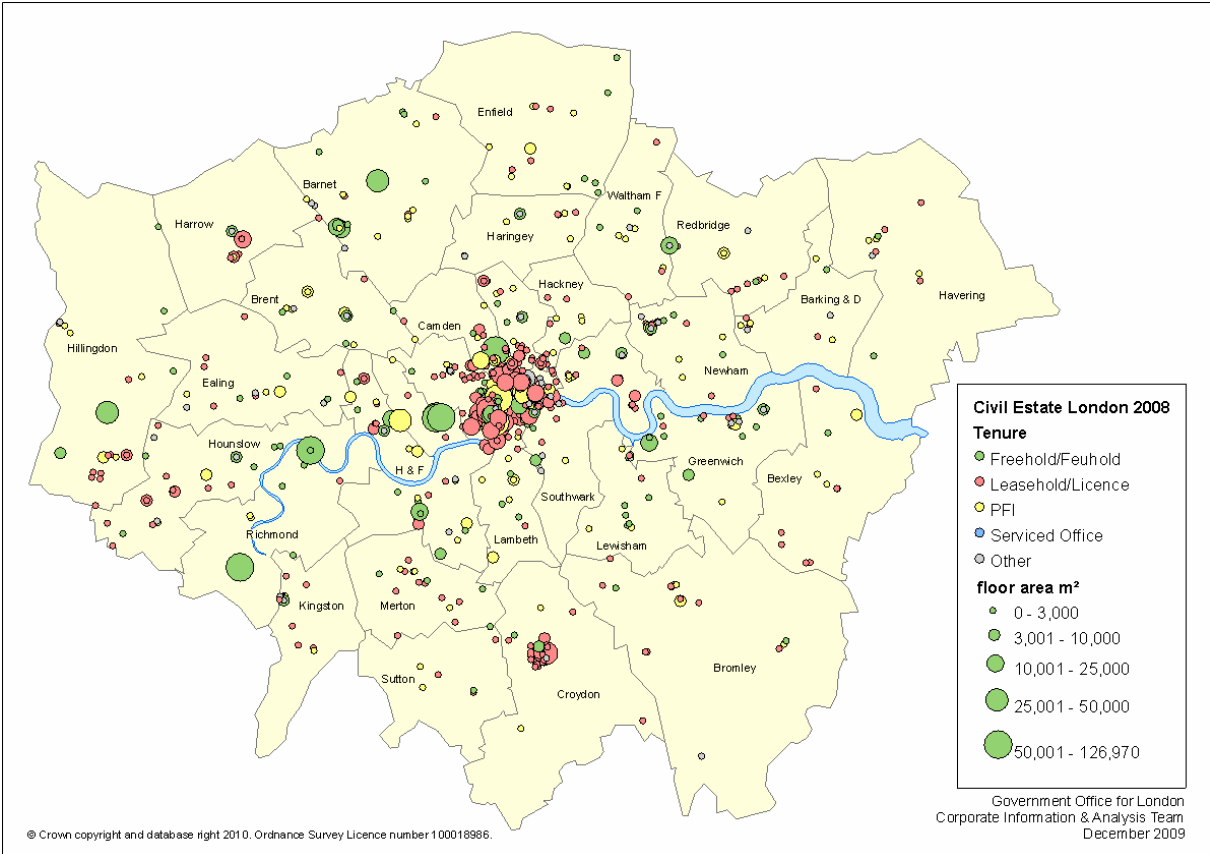 Enfield
Barnet
Waltham F
Harrow
Redbridge
Haringey
Hackney
Havering
Brent
Barking & D
Camden
Hillingdon
Ealing
Newham
Hounslow
H & F
Greenwich
Bexley
Southwark
Richmond
Lambeth
Lewisham
Kingston
Merton
Bromley
Sutton
Croydon
Civil Estate London 2008
Tenure
Freehold/Feuhold
Leasehold/Licence
PFI
Serviced Office
Other
floor area m²
0 - 3,000
3,001 - 10,000
10,001 - 25,000
25,001 - 50,000
50,001 - 126,970
Government Office for London
Corporate Information & Analysis Team
December 2009
© Crown copyright and database right 2010. Ordnance Survey Licence number 100018986.